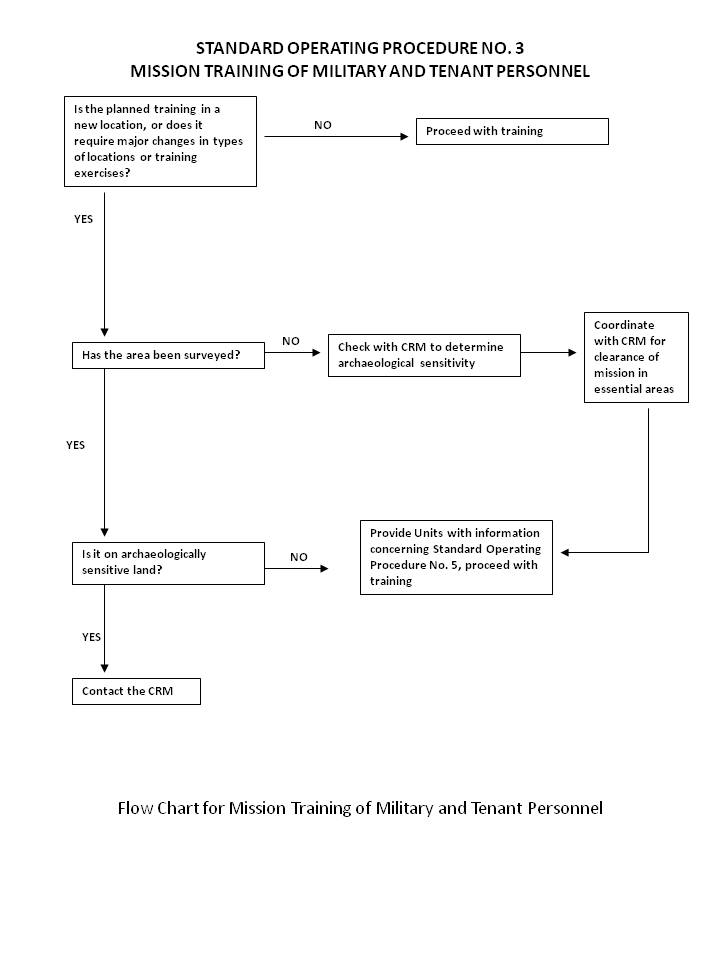 STANDARD OPERATING PROCEDURE NO. 3
MISSION TRAINING OF MILITARY AND TENANT PERSONNEL
Is the planned training in a
new location, or does it
require major changes in types
of locations or training
exercises?
NO
Proceed with training
YES
Has the area been surveyed?
NO
Check with CRM to determine
archaeological sensitivity
Coordinate
with CRM for
clearance of
mission in
essential areas
YES
Is it on archaeologically
sensitive land?
NO
Provide Units with information
concerning Standard Operating
Procedure No. 5, proceed with
training
YES
Contact the CRM
Flow Chart for Mission Training of Military and Tenant Personnel